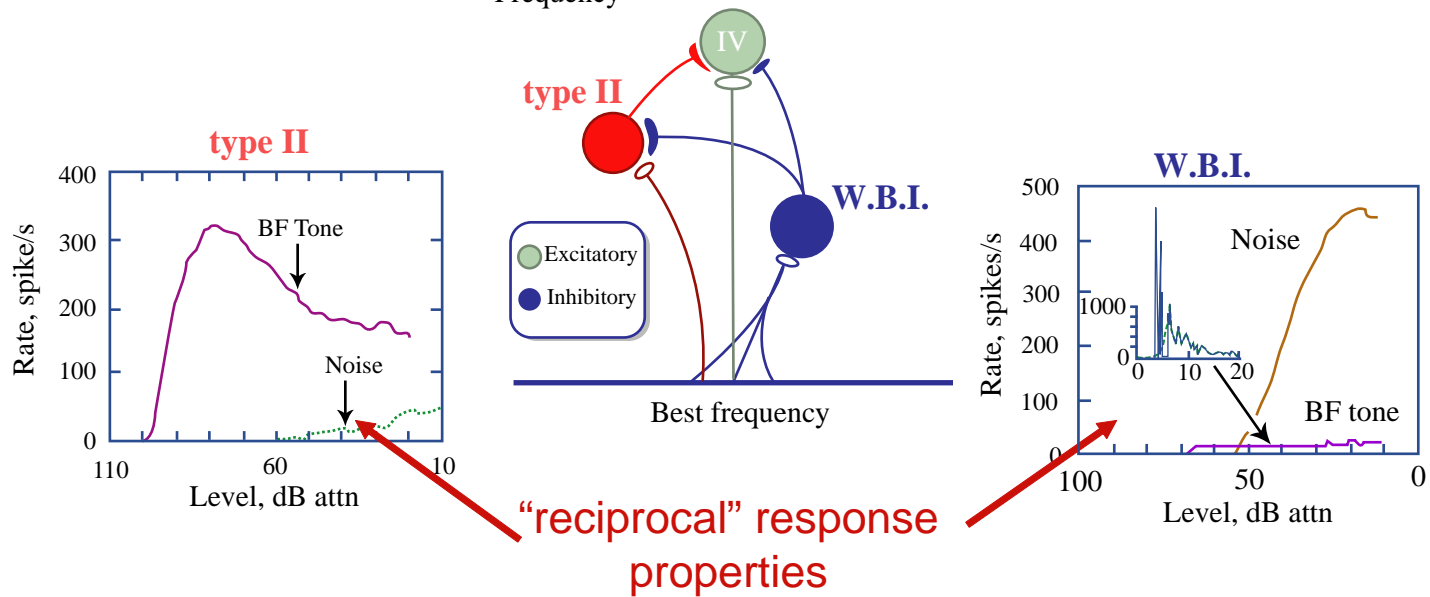 Frequency
IV
type II
W.B.I.
Excitatory
Inhibitory
Best frequency
type II
400
300
200
100
0
Rate, spike/s
BF Tone
Noise
110
60
10
Level, dB attn
W.B.I.
500
400
300
200
100
0
Rate, spikes/s
Noise
1000
0
0
10
20
BF tone
100
50
0
Level, dB attn
“reciprocal” response
properties